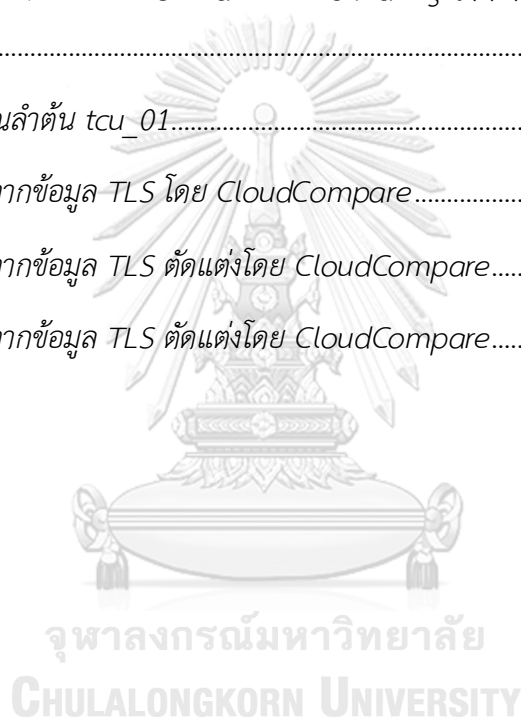 ...........................................................................
นลำต้น tcu_01..................................................
ากข้อมูล TLS โดย CloudCompare.................
ากข้อมูล TLS ตัดแต่งโดย CloudCompare.....
ากข้อมูล TLS ตัดแต่งโดย CloudCompare.....
จุฬาลงกรณ์มหาวิทยาลัย
CHULALONGKORN UNIVERSITY